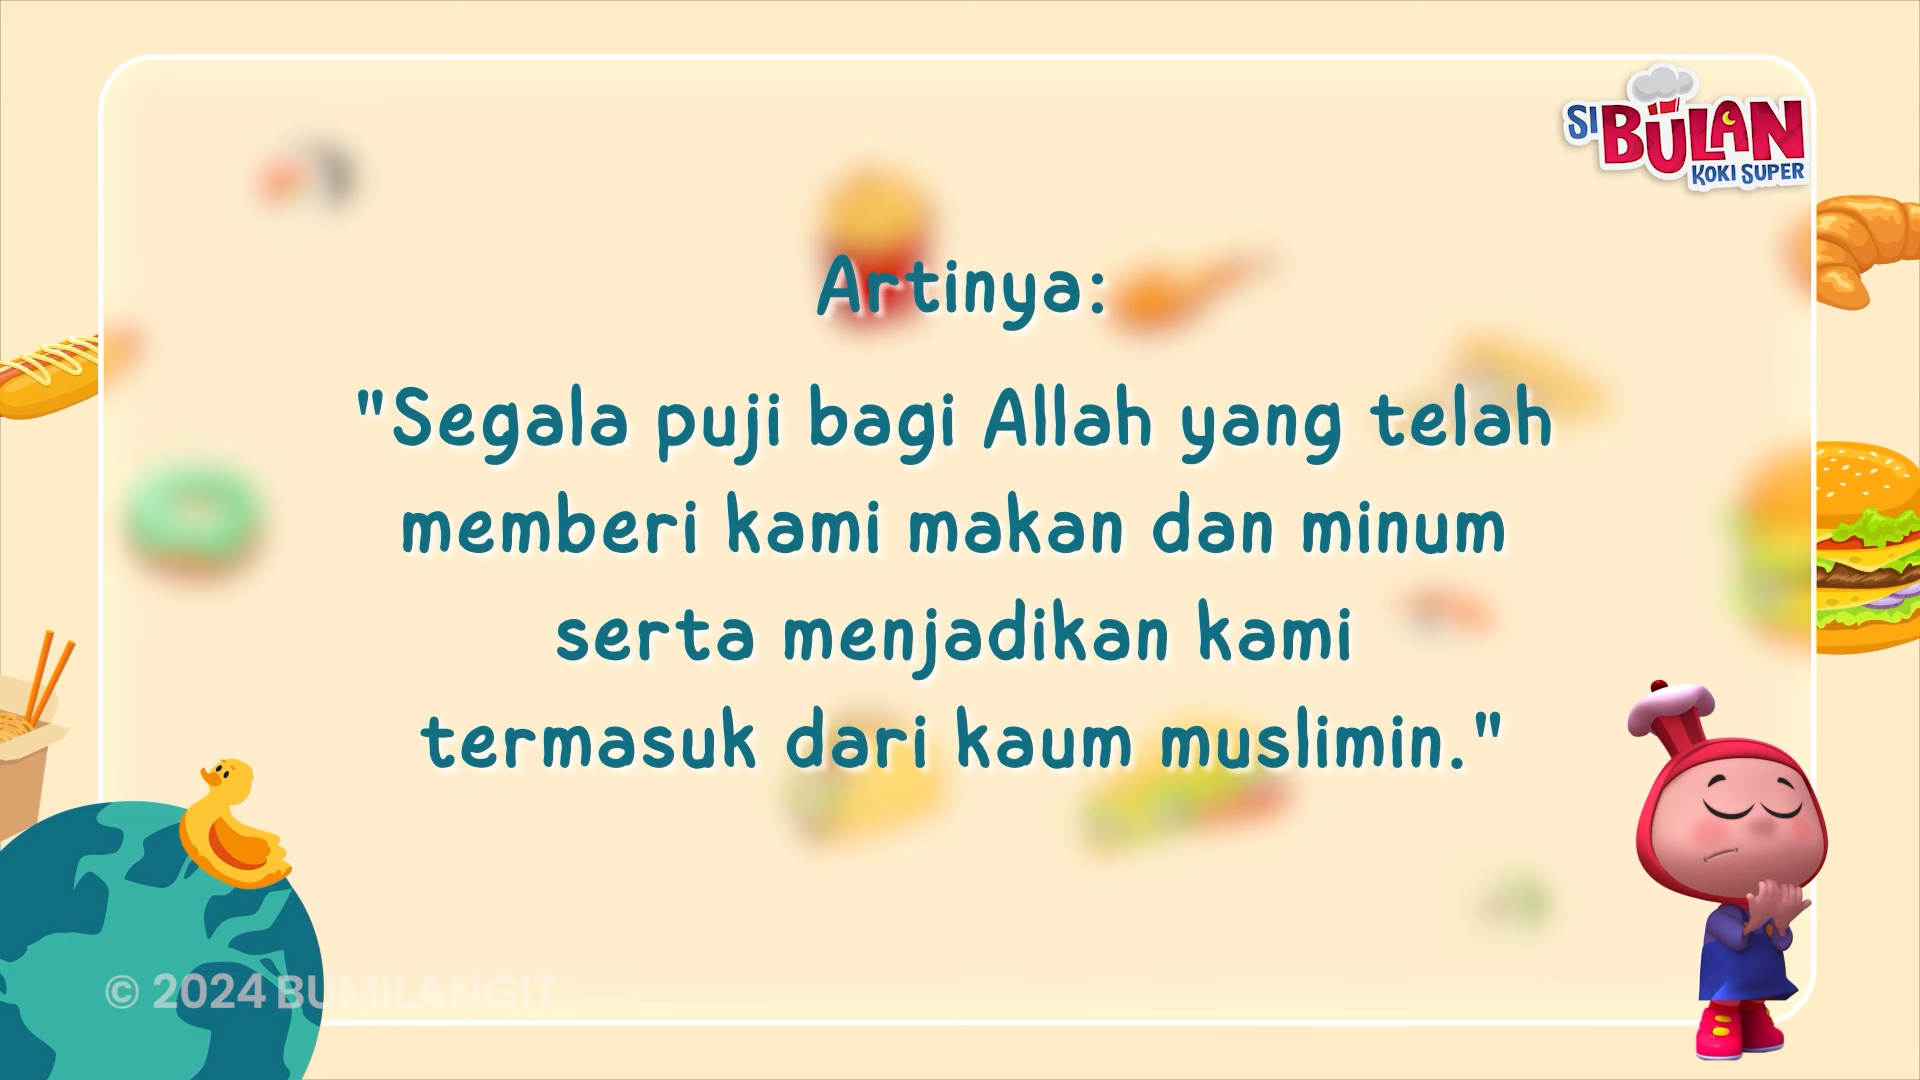 SI BULAN
KOKI SUPER
Artinya:
"Segala puji bagi Allah yang telah
memberi kami makan dan minum
serta menjadikan kami
termasuk dari kaum muslimin."
© 2024 BUMILANGIT